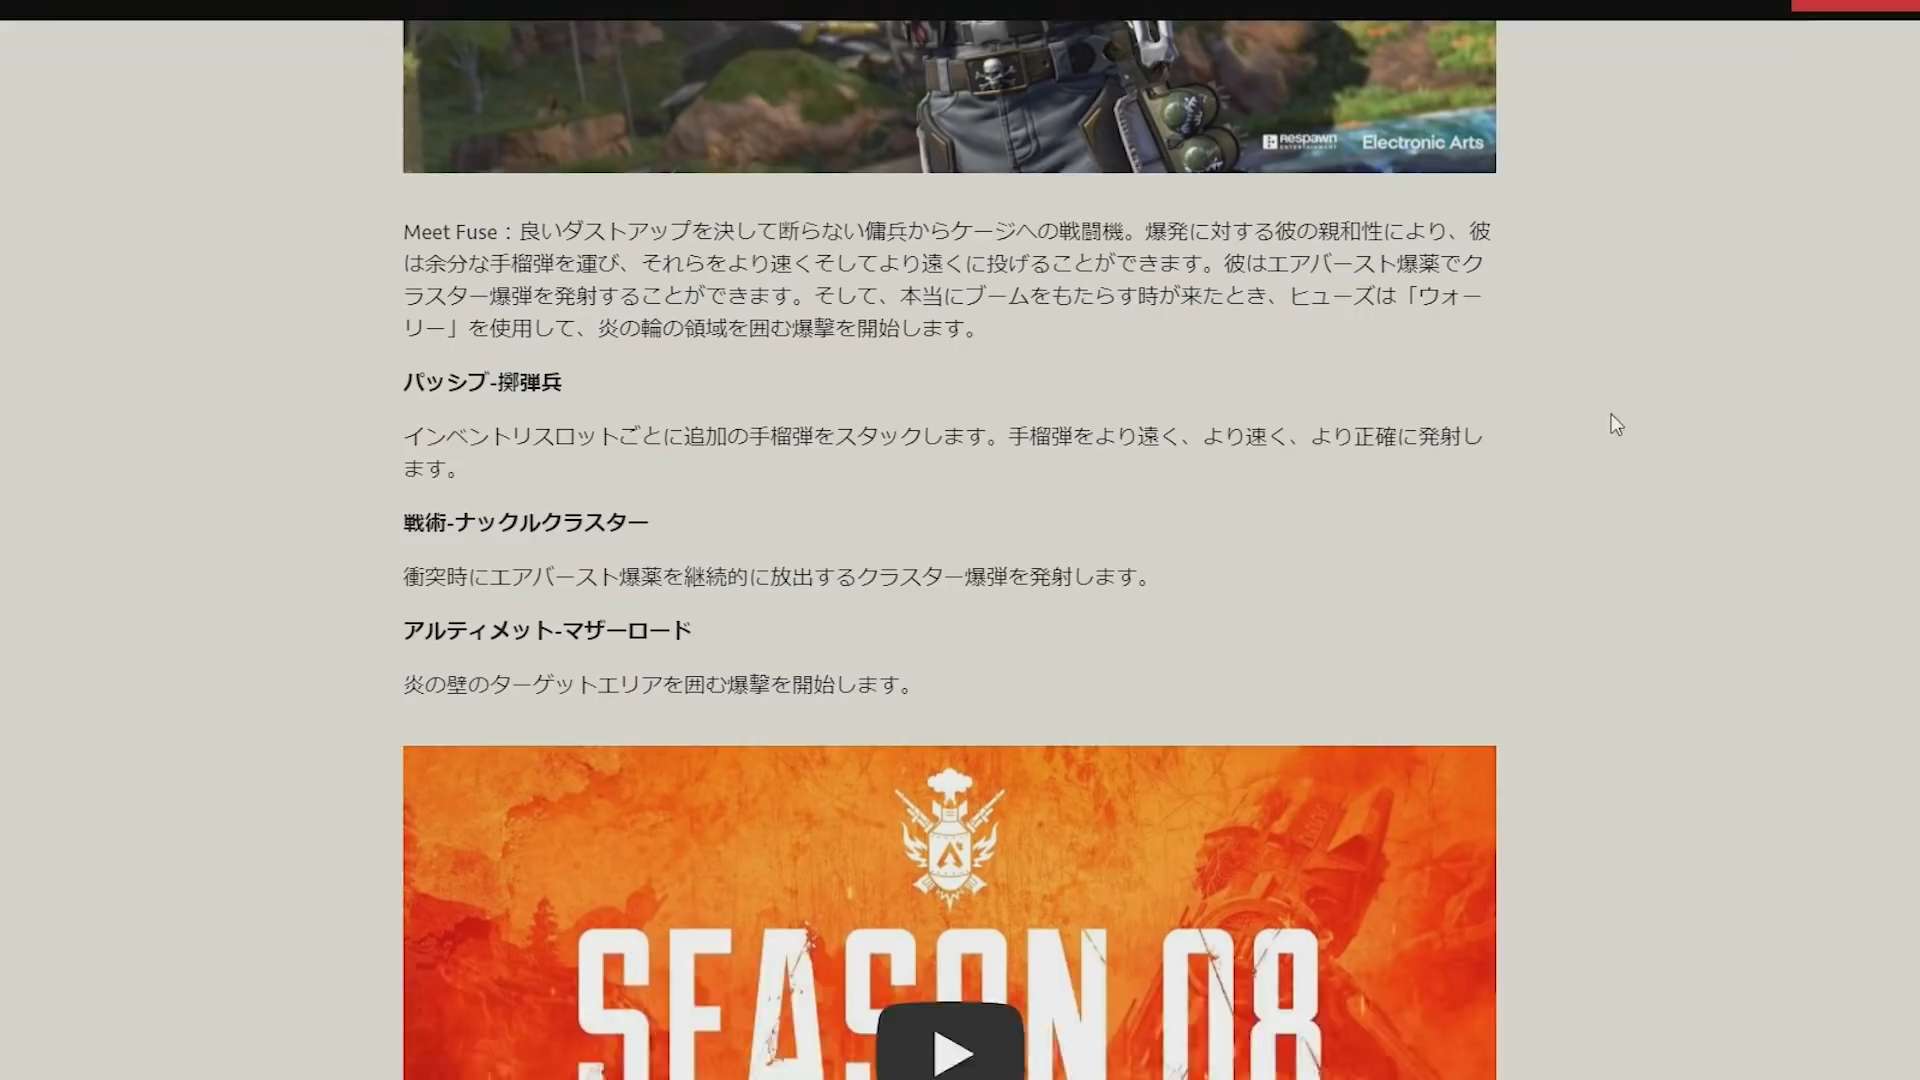 Respawn
ENTERTAINMENT
Electronic Arts
Meet Fuse：良いダストアップを決して断らない傭兵からケージへの戦闘機。爆発に対する彼の親和性により、彼
は余分な手榴弾を運び、それらをより速くそしてより遠くに投げることができます。彼はエアバースト爆薬でク
ラスター爆弾を発射することができます。そして、本当にブームをもたらす時が来たとき、ヒューズは「ウォー
リー」を使用して、炎の輪の領域を囲む爆撃を開始します。
パッシブ-擲弾兵
インベントリスロットごとに追加の手榴弾をスタックします。手榴弾をより遠く、より速く、より正確に発射し
ます。
戦術-ナックルクラスター
衝突時にエアバースト爆薬を継続的に放出するクラスター爆弾を発射します。
アルティメット-マザーロード
炎の壁のターゲットエリアを囲む爆撃を開始します。
SEASON 08